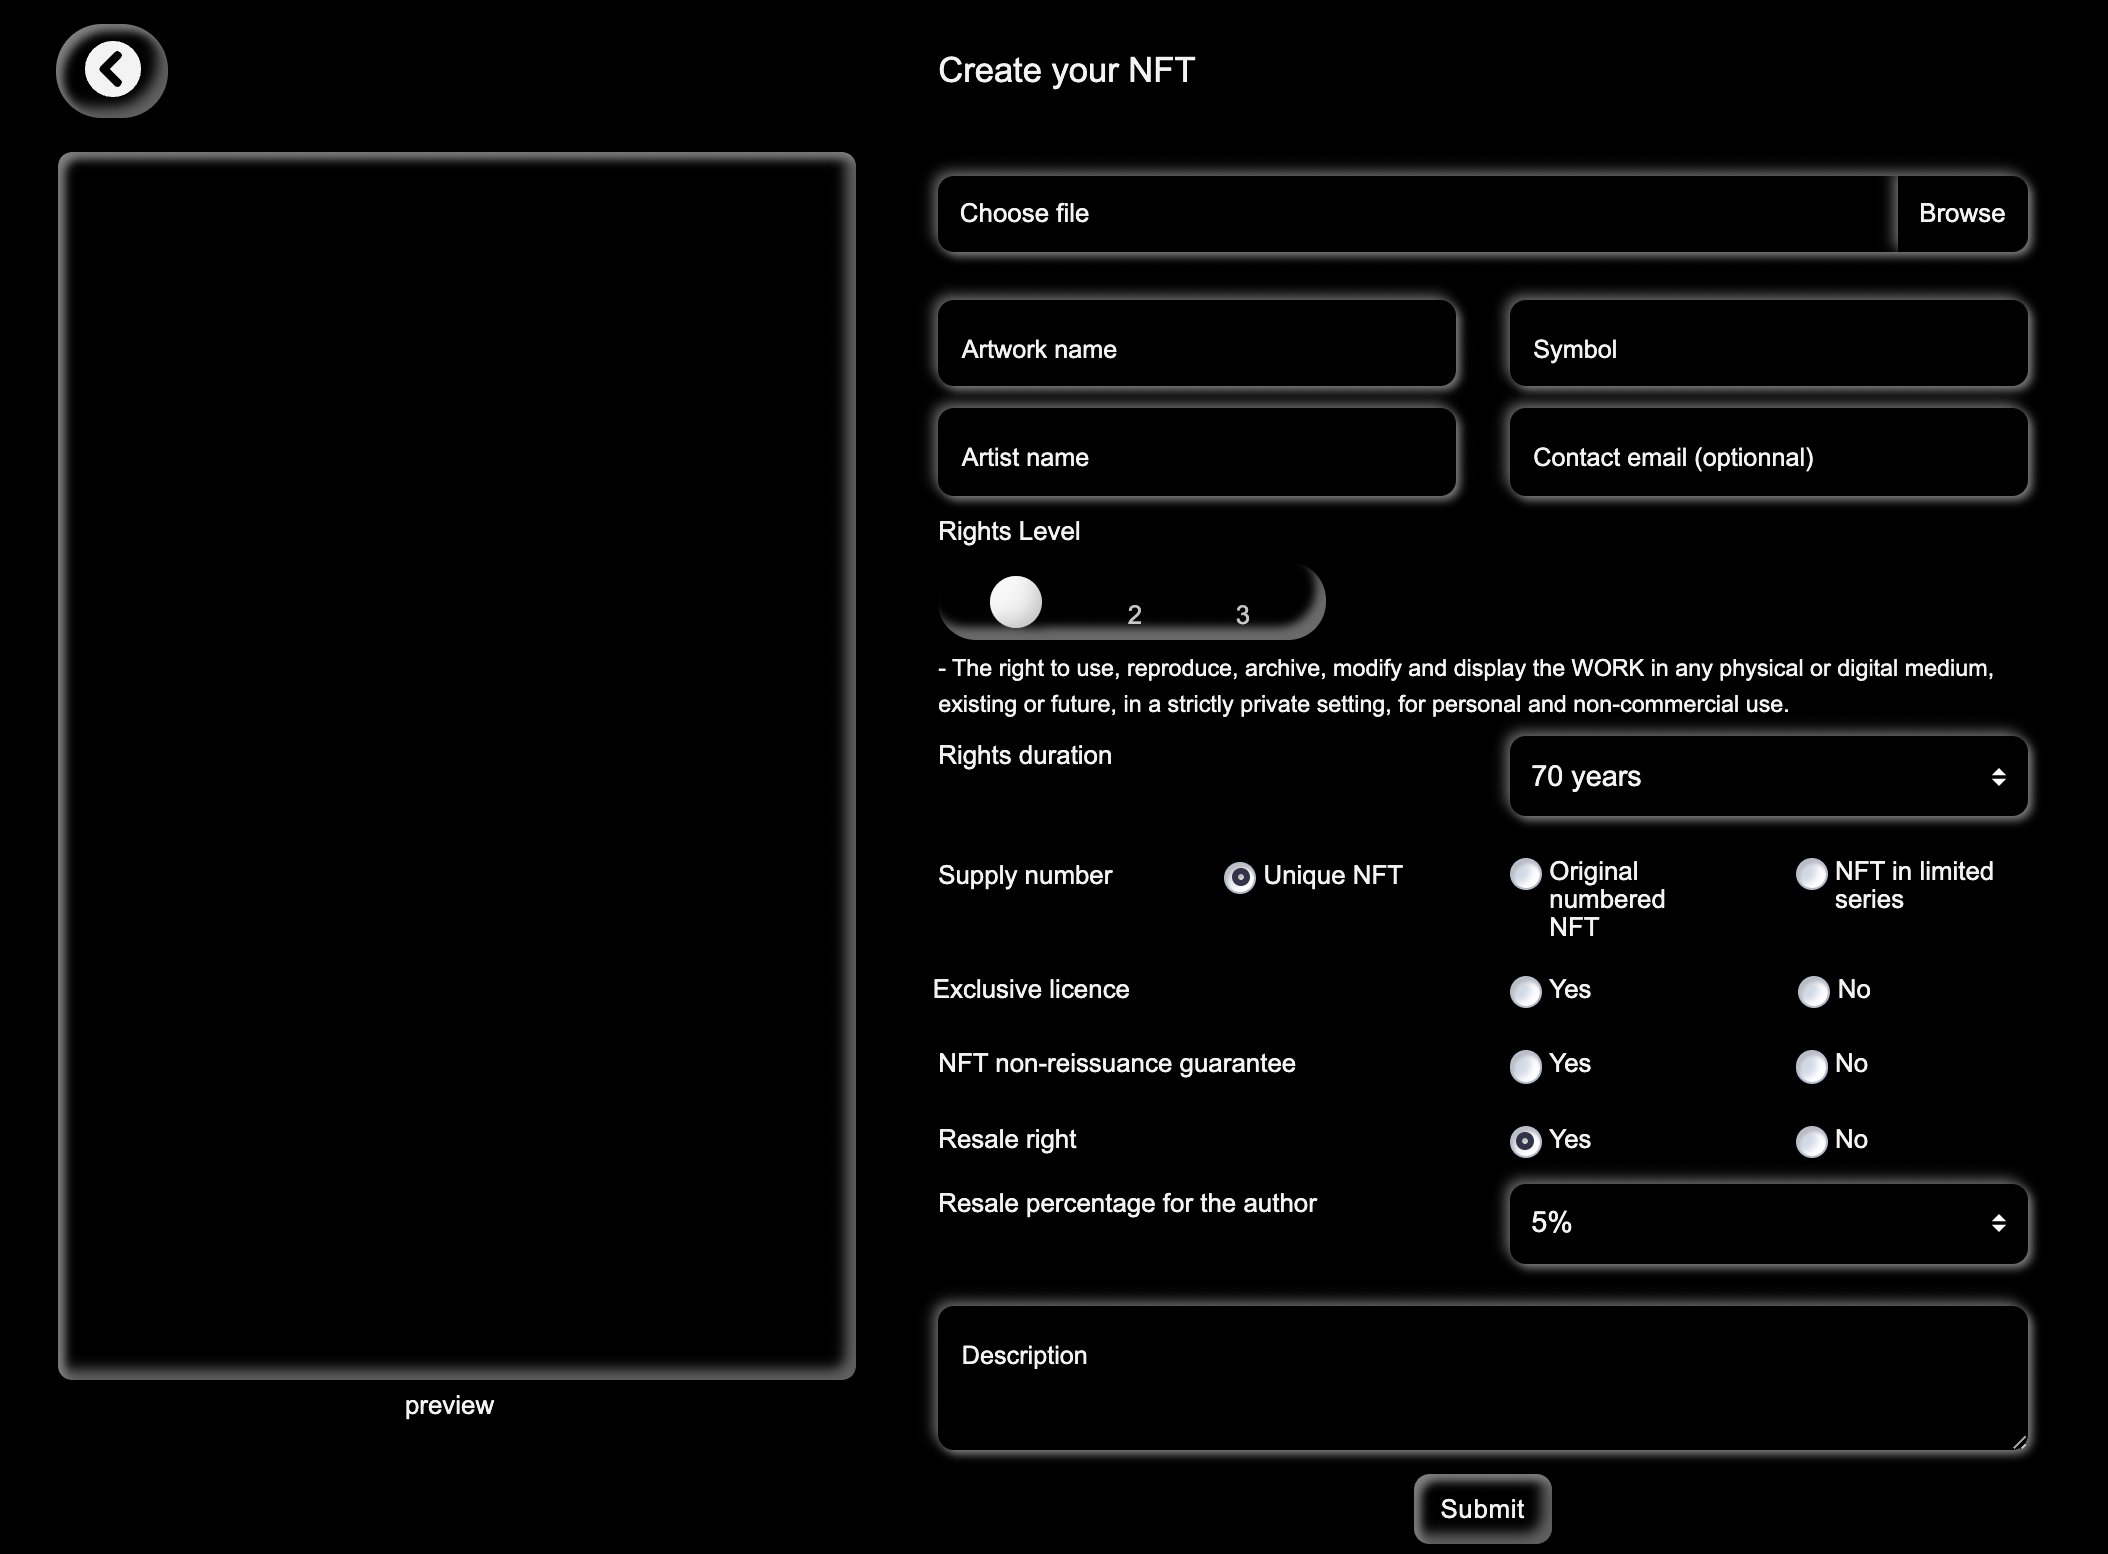 Create your NFT
Choose file
Browse
Artwork name
Symbol
Artist name
Contact email (optionnal)
Rights Level
2
3
- The right to use, reproduce, archive, modify and display the WORK in any physical or digital medium,
existing or future, in a strictly private setting, for personal and non-commercial use.
Rights duration
70 years
Supply number
Unique NFT
Original
numbered
NFT
NFT in limited
series
Exclusive licence
Yes
No
NFT non-reissuance guarantee
Yes
No
Resale right
Yes
No
Resale percentage for the author
5%
Description
preview
Submit